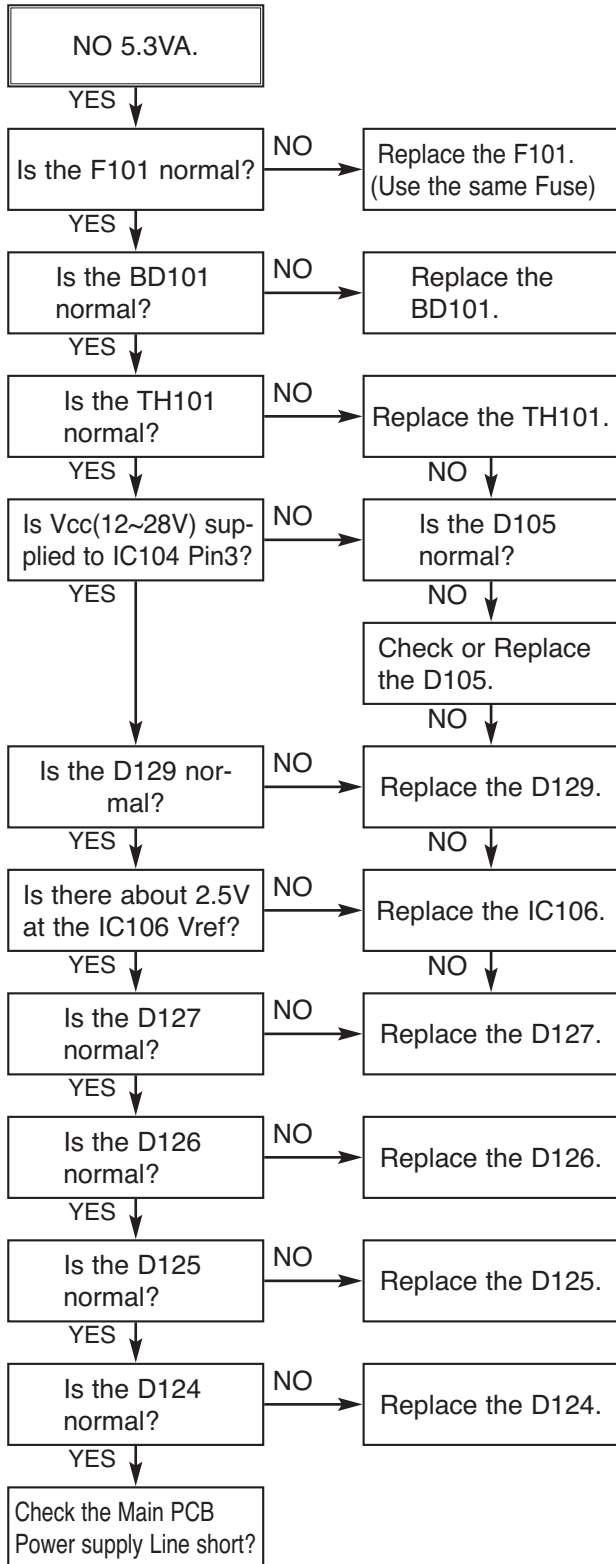 NO 5.3VA.
YES
Is the F101 normal?
NO
Replace the F101.
(Use the same Fuse)
YES
Is the BD101
normal?
NO
Replace the
BD101.
YES
Is the TH101
normal?
NO
Replace the TH101.
YES
NO
Is Vcc(12~28V) sup-
plied to IC104 Pin3?
NO
Is the D105
normal?
YES
NO
Check or Replace
the D105.
NO
Is the D129 nor-
mal?
NO
Replace the D129.
YES
NO
Is there about 2.5V
at the IC106 Vref?
NO
Replace the IC106.
YES
NO
Is the D127
normal?
NO
Replace the D127.
YES
Is the D126
normal?
NO
Replace the D126.
YES
Is the D125
normal?
NO
Replace the D125.
YES
Is the D124
normal?
NO
Replace the D124.
YES
Check the Main PCB
Power supply Line short?